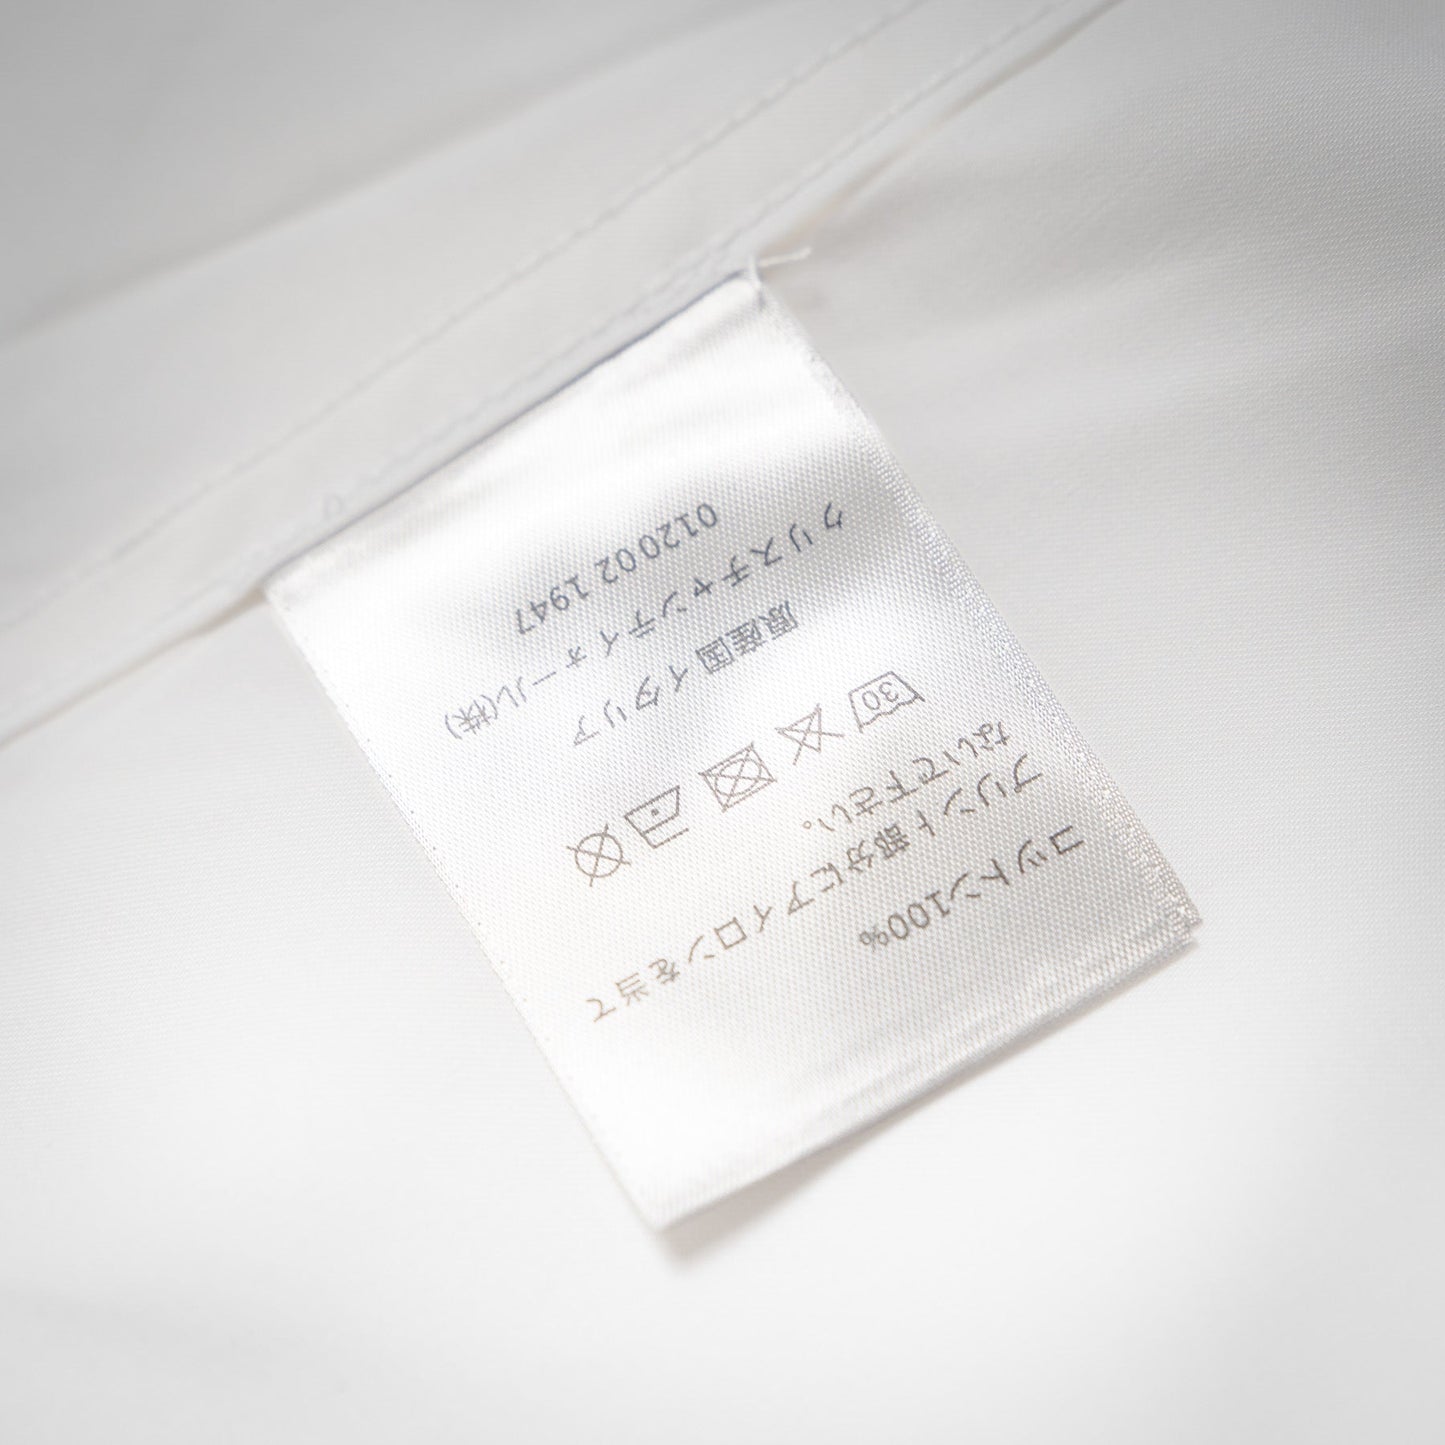 コットン100%
プリント部分にアイロンを当て
ないで下さい。
30
原産国イタリア
クリスチャンディオール(株)
0120 02 1947